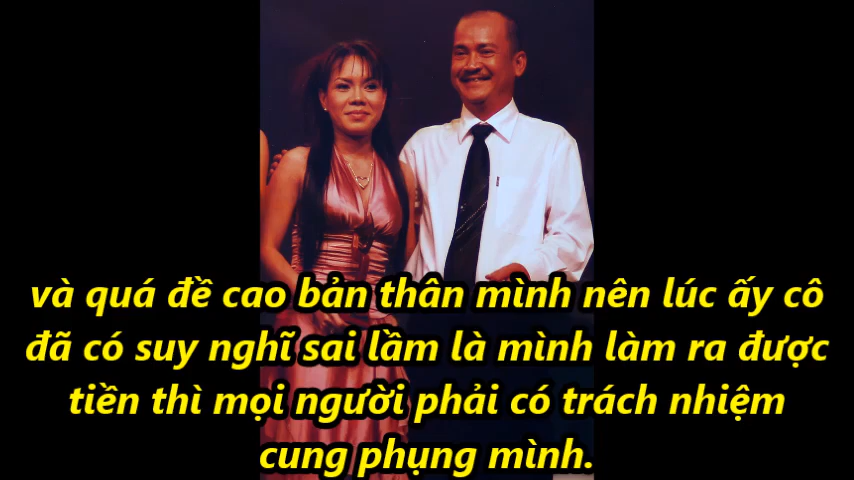 và quá đề cao bản thân mình nên lúc ấy cô
đã có suy nghĩ sai lầm là mình làm ra được
tiền thì mọi người phải có trách nhiệm
cung phụng mình.